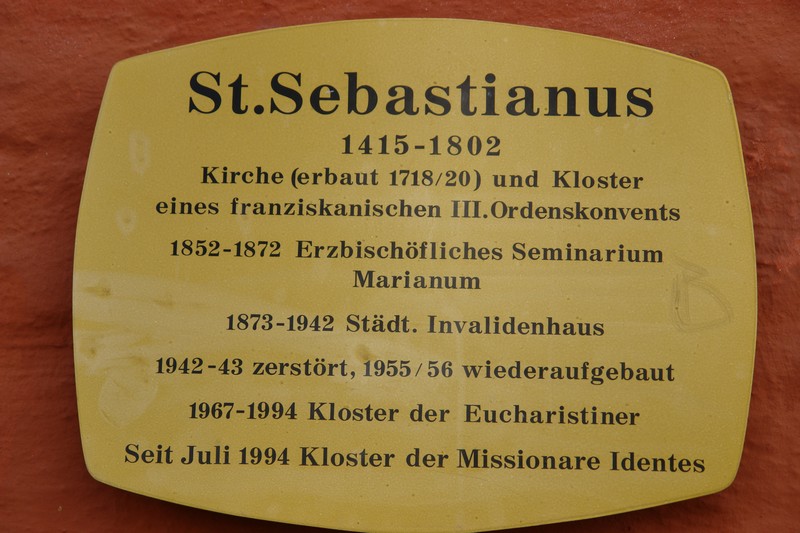 St.Sebastianus
1415-1802
Kirche (erbaut 1718/20) und Kloster
eines franziskanischen III.Ordenskonvents
1852-1872 Erzbischöfliches Seminarium
Marianum
1873-1942 Städt. Invalidenhaus
1942-43 zerstört, 1955/56 wiederaufgebaut
1967-1994 Kloster der Eucharistiner
Seit Juli 1994 Kloster der Missionare Identes